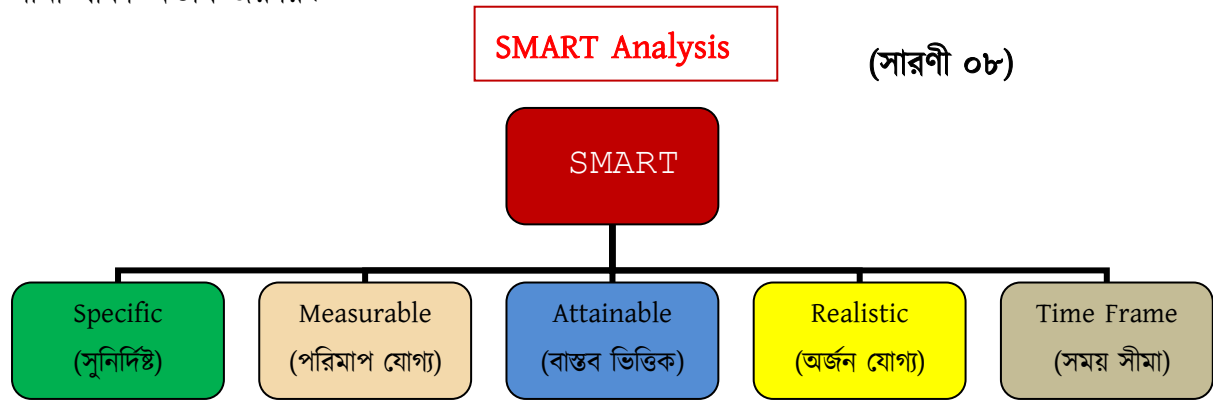 SMART Analysis
(সারণী ০৮)
SMART
Specific
(সুনির্দিষ্ট)
Measurable
(পরিমাপ যোগ্য)
Attainable
(বাস্তব ভিত্তিক)
Realistic
(অর্জন যোগ্য)
Time Frame
(সময় সীমা)